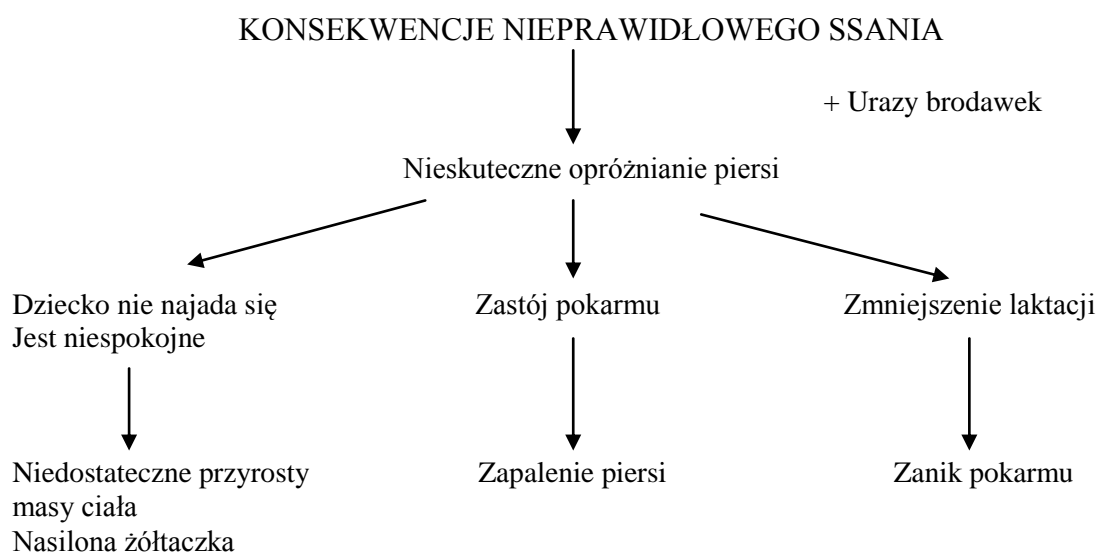 KONSEKWENCJE NIEPRAWIDŁOWEGO SSANIA
+ Urazy brodawek
Nieskuteczne opróżnianie piersi
Dziecko nie najada się
Jest niespokojne
Zastój pokarmu
Zmniejszenie laktacji
Niedostateczne przyrosty
masy ciała
Nasilona żółtaczka
Zapalenie piersi
Zanik pokarmu